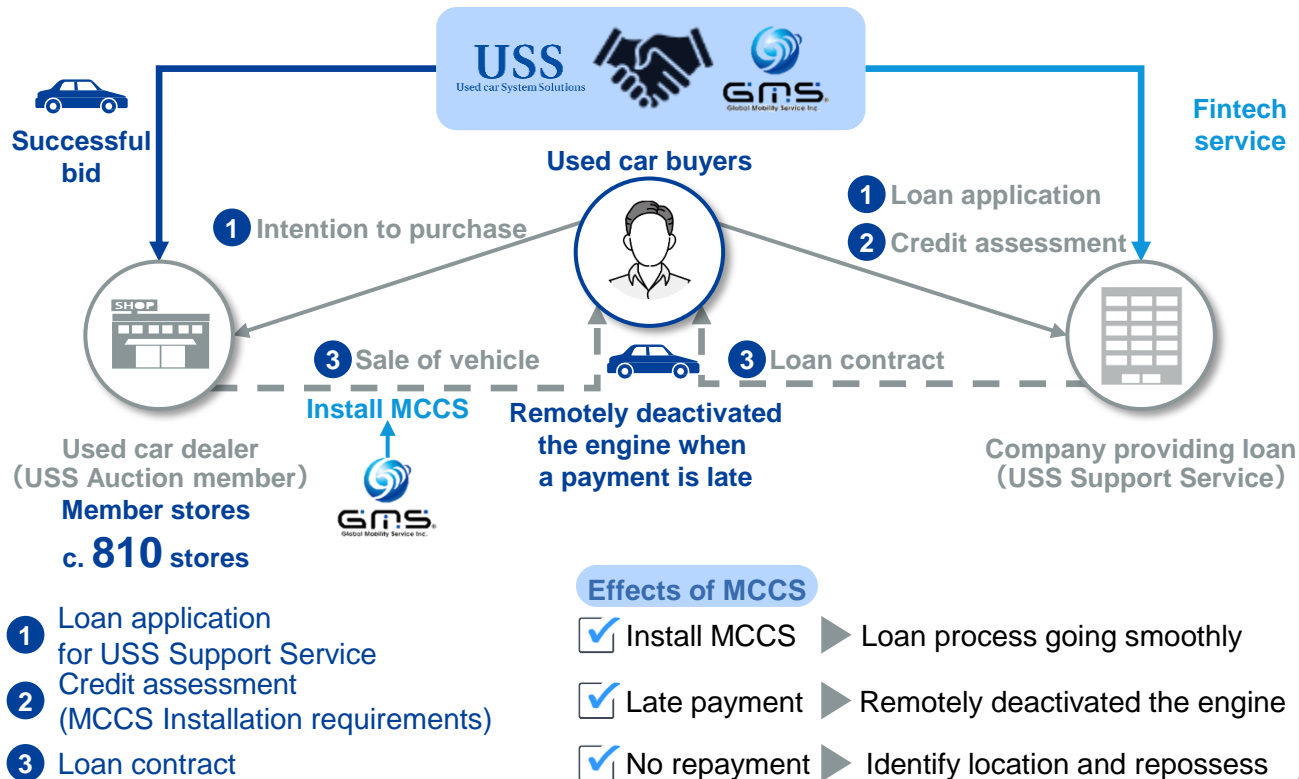 USS
Used car System Solutions
GMS.
Global Mobility Service Inc.
Successful
bid
Fintech
service
Used car buyers
1 Intention to purchase
1 Loan application
2 Credit assessment
SHOP
3 Sale of vehicle
3 Loan contract
Install MCCS
Remotely deactivated
the engine when
a payment is late
Used car dealer
（USS Auction member）
Member stores
c. 810 stores
GMS.
Global Mobility Service Inc.
Company providing loan
（USS Support Service）
1 Loan application
for USS Support Service
2 Credit assessment
(MCCS Installation requirements)
3 Loan contract
Effects of MCCS
Install MCCS Loan process going smoothly
Late payment Remotely deactivated the engine
No repayment Identify location and repossess